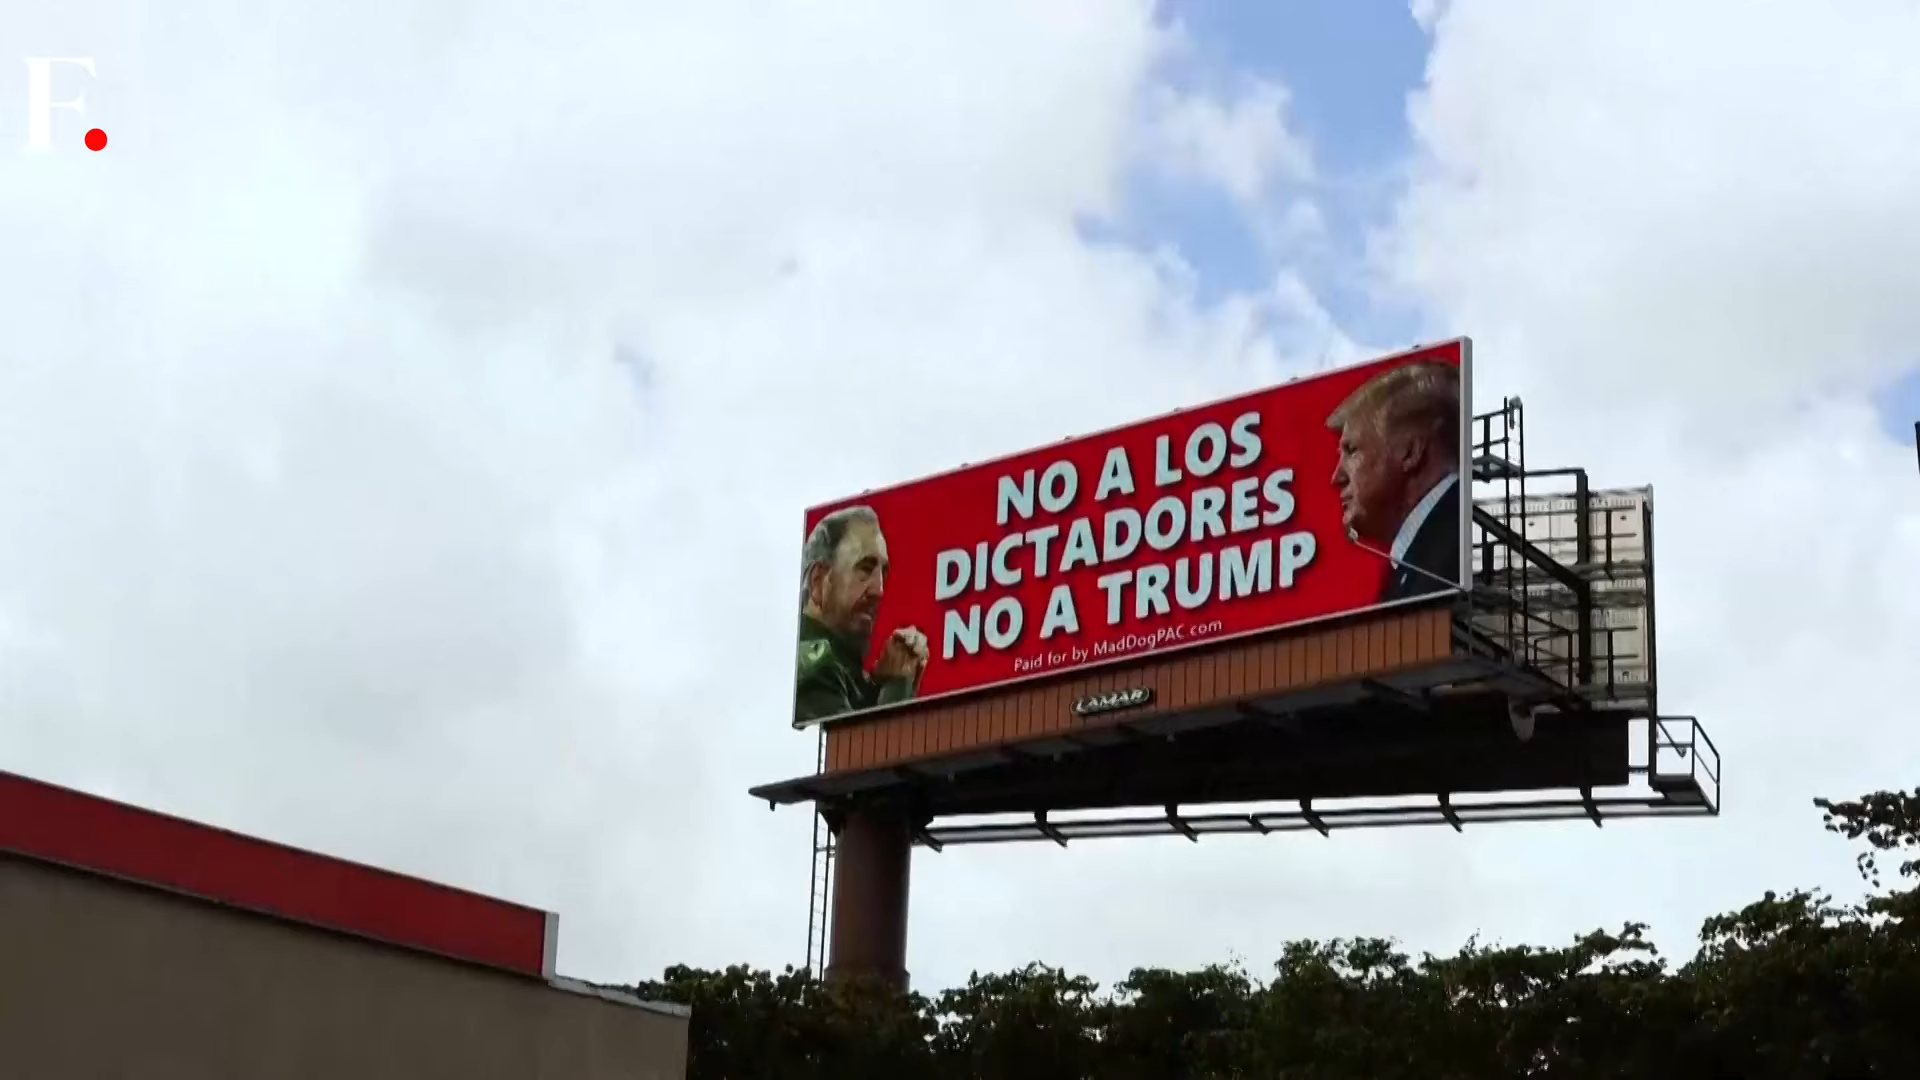 F.
NO A LOS
DICTADORES
NO A TRUMP
Paid for by MadDogPAC.com
LAMAR